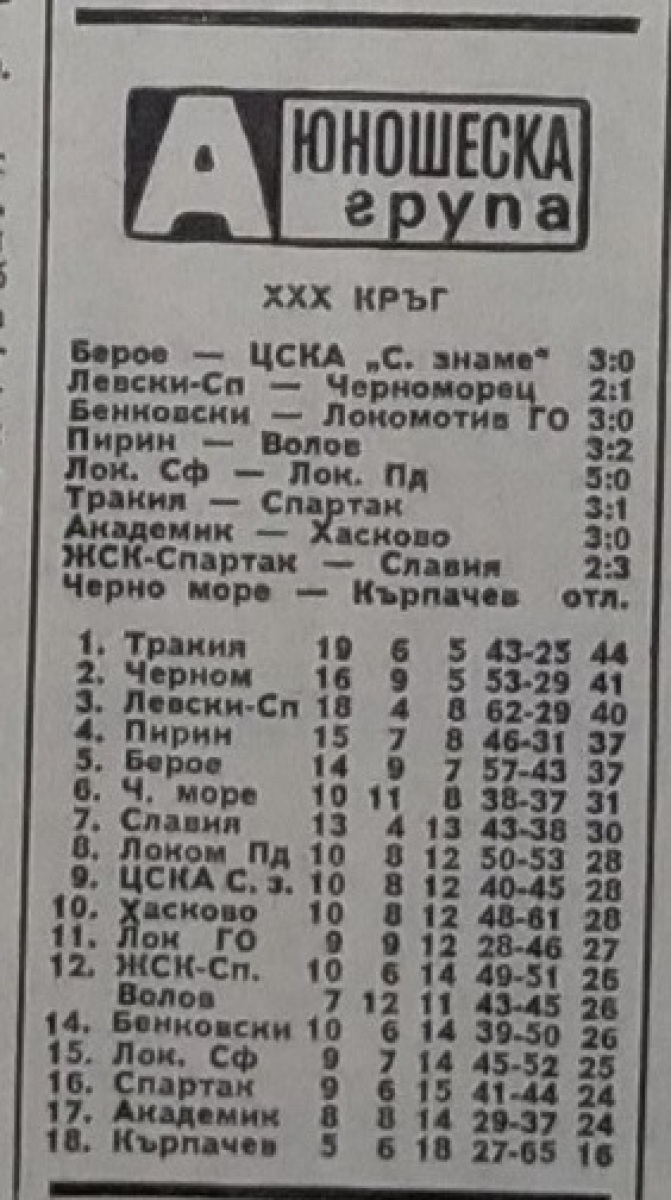 А ЮНОШЕСКА
група
XXX КРЪГ
Берое — ЦСКА „С. знаме“ 3:0
Левски-Сп — Черноморец 2:1
Бенковски — Локомотив ГО 3:0
Пирин — Волов 3:2
Лок. Сф — Лок. Пд 5:0
Тракия — Спартак 3:1
Академик — Хасково 3:0
ЖСК-Спартак — Славия 2:3
Черно море — Кърпачев отл.
1. Тракия 19 6 5 43-25 44
2. Черном 16 9 5 53-29 41
3. Левски-Сп 18 4 8 62-29 40
4. Пирин 15 7 8 46-31 37
5. Берое 14 9 7 57-43 37
6. Ч. море 10 11 8 38-37 31
7. Славия 13 4 13 43-38 30
8. Локом Пд 10 8 12 50-53 28
9. ЦСКА С. з. 10 8 12 40-45 28
10. Хасково 10 8 12 48-61 28
11. Лок ГО 9 9 12 28-46 27
12. ЖСК-Сп. 10 6 14 49-51 26
Волов 7 12 11 43-45 26
14. Бенковски 10 6 14 39-50 26
15. Лок. Сф 9 7 14 45-52 25
16. Спартак 9 6 15 41-44 24
17. Академик 8 8 14 29-37 24
18. Кърпачев 5 6 18 27-65 16